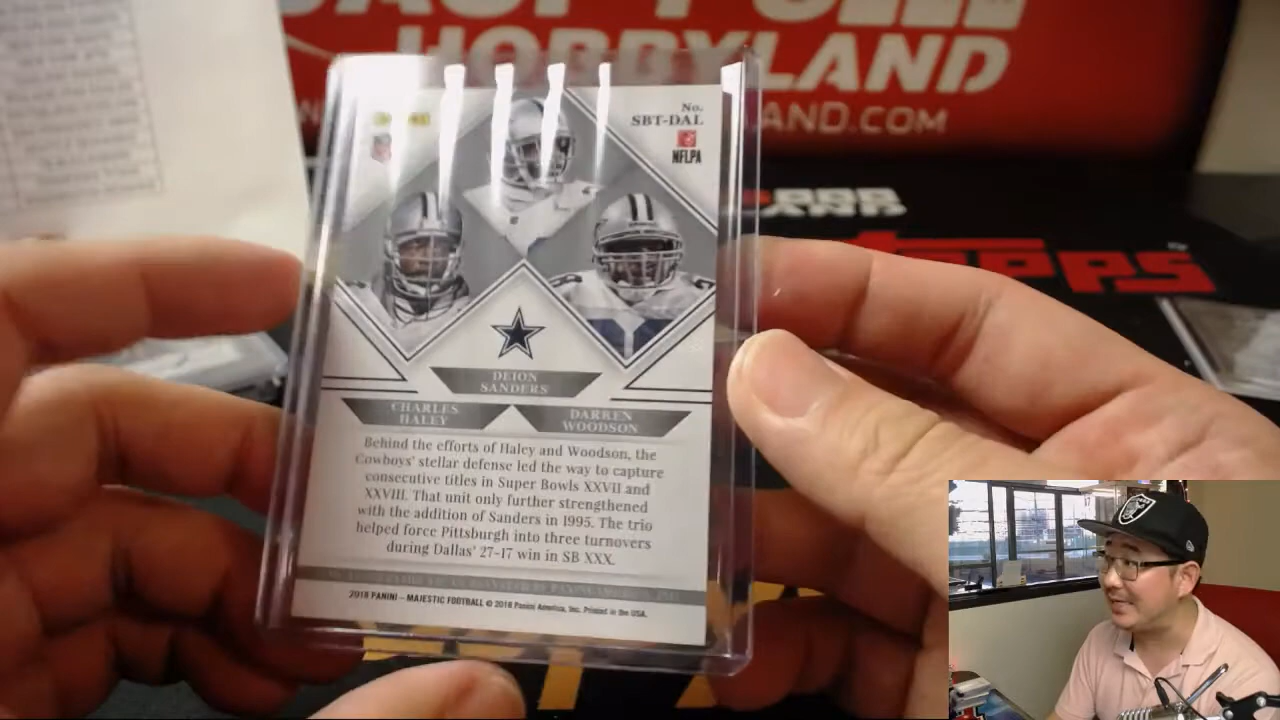 HOBBYLAND
AND.COM
No.
SBT-DAL
NFLPA
DEION
SANDERS
CHARLES
HALEY
DARREN
WOODSON
Behind the efforts of Haley and Woodson, the
Cowboys' stellar defense led the way to capture
consecutive titles in Super Bowls XXVII and
XXVIII. That unit only further strengthened
with the addition of Sanders in 1995. The trio
helped force Pittsburgh into three turnovers
during Dallas' 27-17 win in SB XXX.
2018 PANINI – MAJESTIC FOOTBALL © 2018 Panini America, Inc. Printed in the USA.